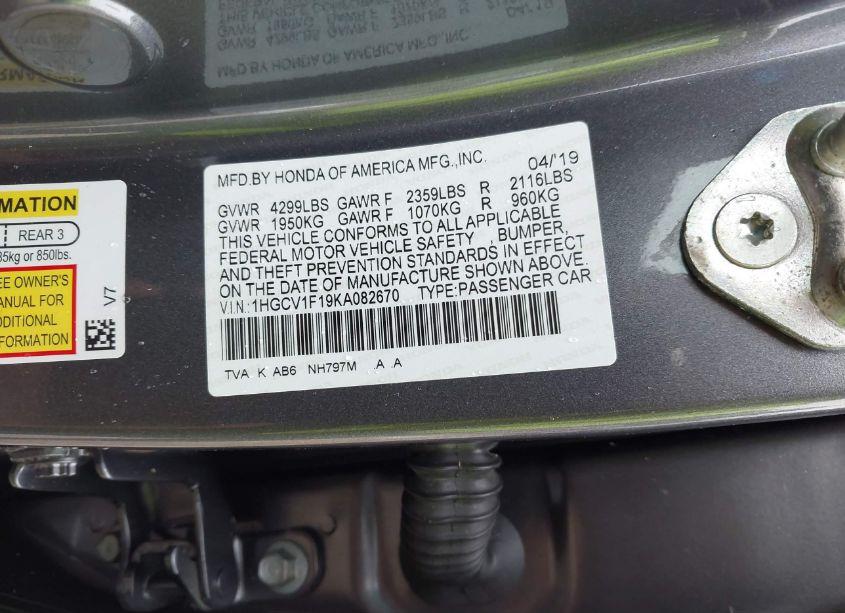 MFD.BY HONDA OF AMERICA MFG.,INC. 04/'19
GVWR 4299LBS GAWR F 2359LBS R 2116LBS
GVWR 1950KG GAWR F 1070KG R 960KG
THIS VEHICLE CONFORMS TO ALL APPLICABLE
FEDERAL MOTOR VEHICLE SAFETY , BUMPER,
AND THEFT PREVENTION STANDARDS IN EFFECT
ON THE DATE OF MANUFACTURE SHOWN ABOVE.
V.I.N.:1HGCV1F19KA082670 TYPE:PASSENGER CAR
TVA K AB6 NH797M .A .A
MATION
REAR 3
85kg or 850lbs.
EE OWNER'S
MANUAL FOR
DDITIONAL
FORMATION
V7